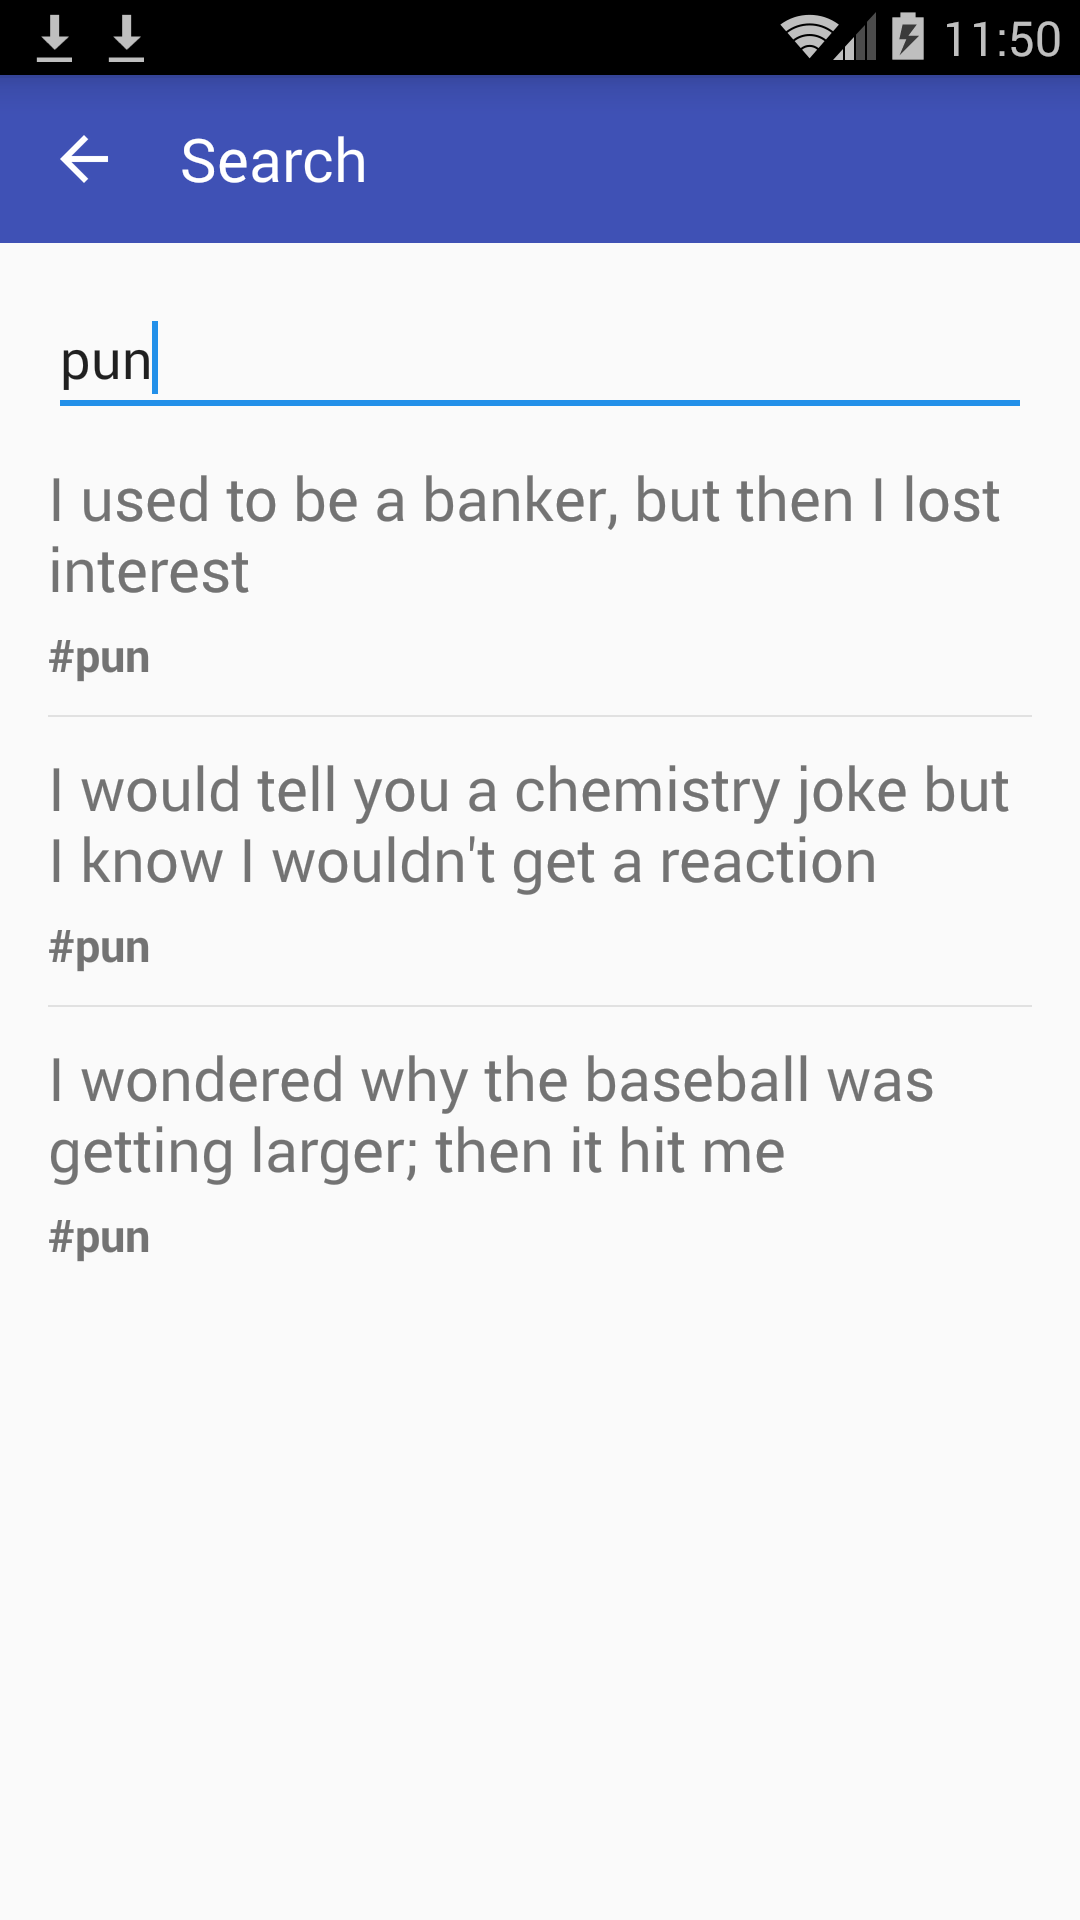 11:50
Search
pun
I used to be a banker, but then I lost
interest
#pun
I would tell you a chemistry joke but
I know I wouldn't get a reaction
#pun
I wondered why the baseball was
getting larger; then it hit me
#pun